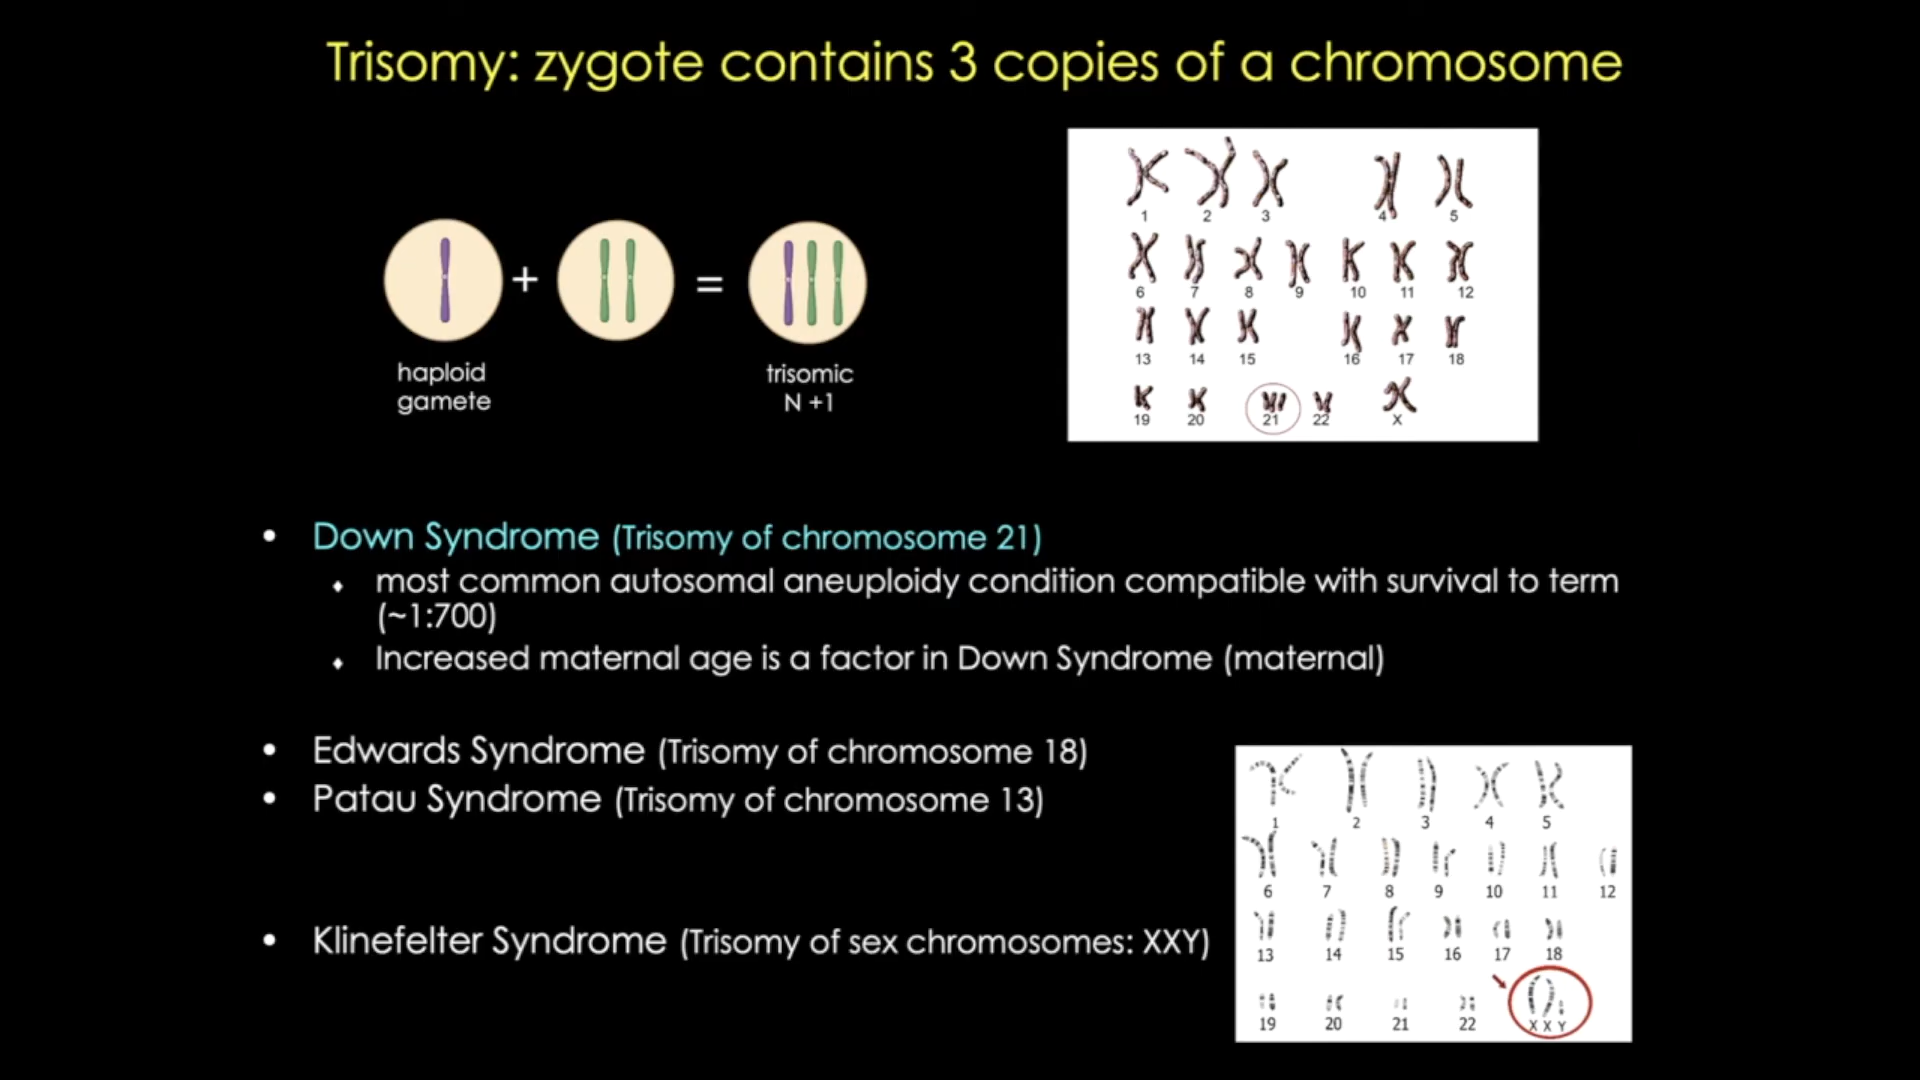 Trisomy: zygote contains 3 copies of a chromosome
+
=
haploid
gamete
trisomic
N +1
1 2 3 4 5
6 7 8 9 10 11 12
13 14 15 16 17 18
19 20 21 22 X
• Down Syndrome (Trisomy of chromosome 21)
♦ most common autosomal aneuploidy condition compatible with survival to term
(~1:700)
♦ Increased maternal age is a factor in Down Syndrome (maternal)
• Edwards Syndrome (Trisomy of chromosome 18)
• Patau Syndrome (Trisomy of chromosome 13)
• Klinefelter Syndrome (Trisomy of sex chromosomes: XXY)
1 2 3 4 5
6 7 8 9 10 11 12
13 14 15 16 17 18
19 20 21 22 X X Y